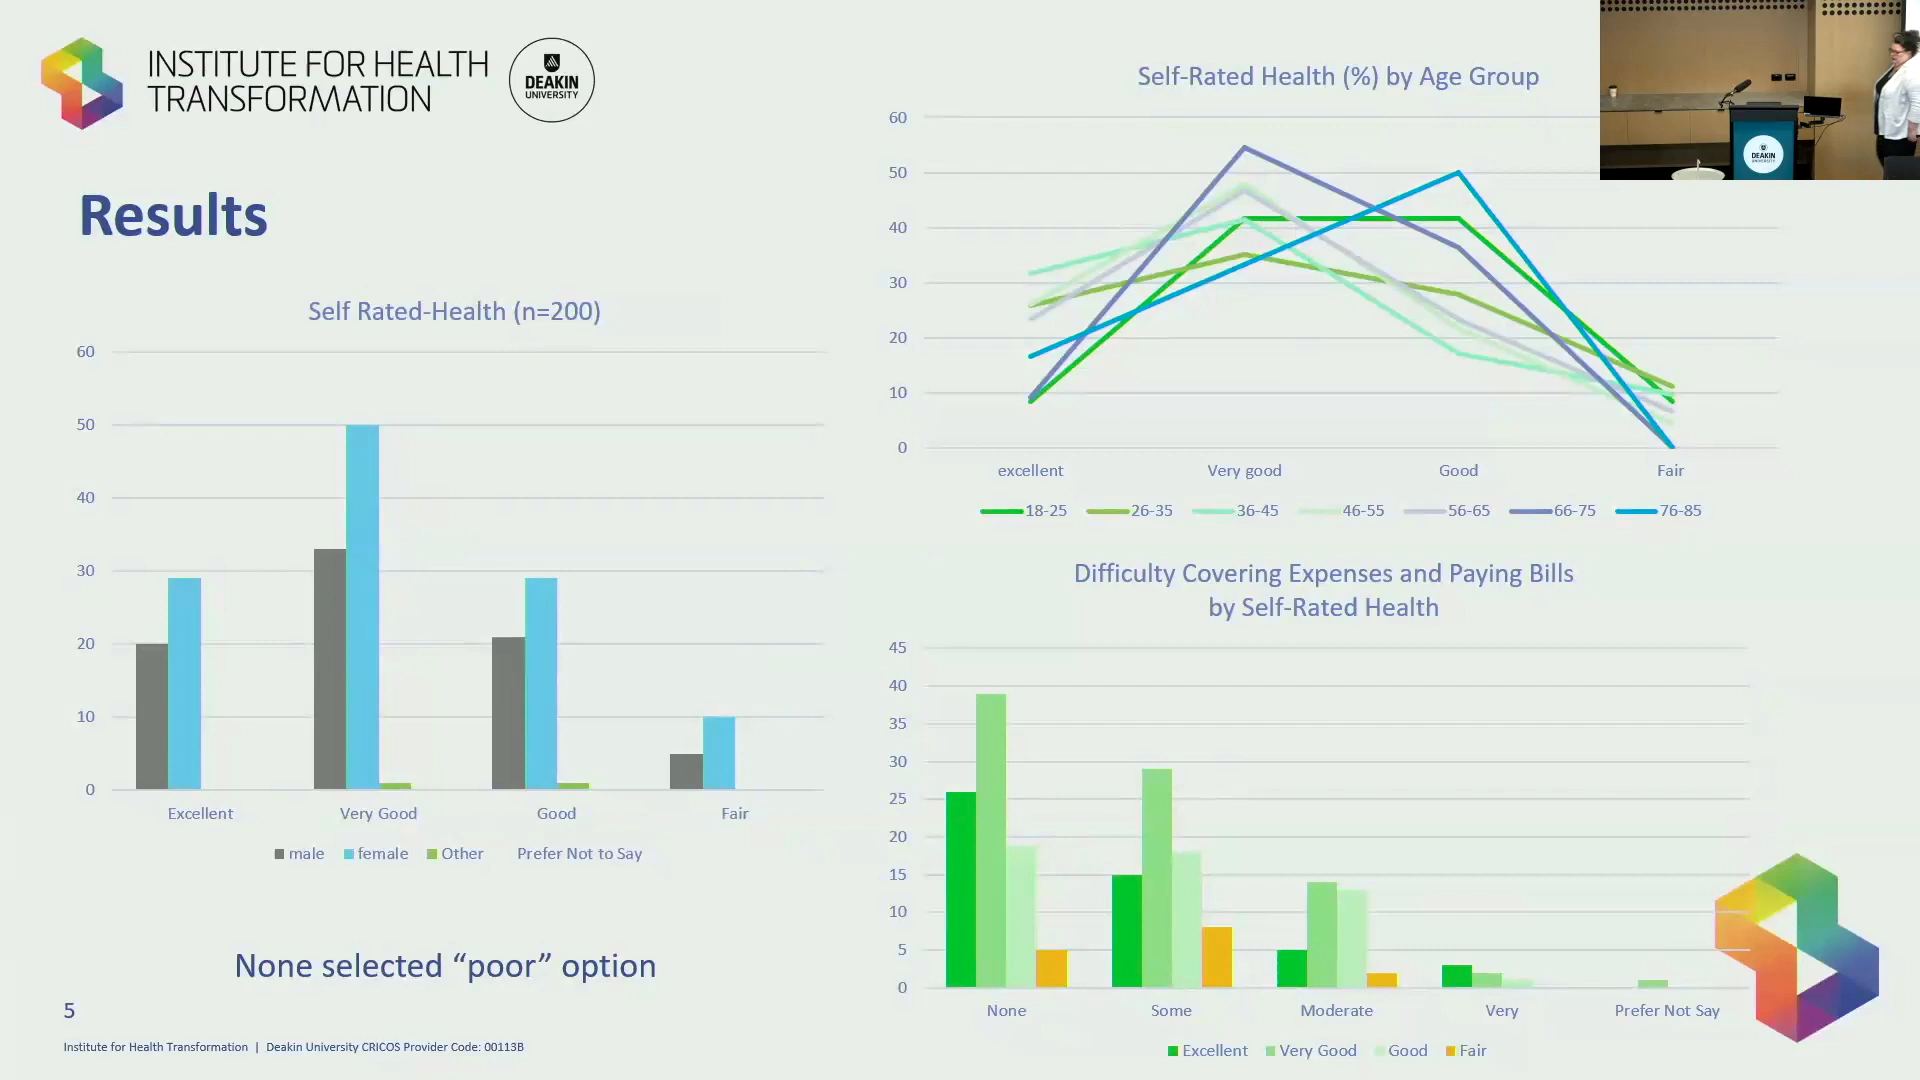 INSTITUTE FOR HEALTH
TRANSFORMATION
DEAKIN
UNIVERSITY
Results
Self Rated-Health (n=200)
60
50
40
30
20
10
0
Excellent Very Good Good Fair
male female Other Prefer Not to Say
None selected “poor” option
5
Institute for Health Transformation | Deakin University CRICOS Provider Code: 00113B
Self-Rated Health (%) by Age Group
60
50
40
30
20
10
0
excellent Very good Good Fair
18-25 26-35 36-45 46-55 56-65 66-75 76-85
Difficulty Covering Expenses and Paying Bills
by Self-Rated Health
45
40
35
30
25
20
15
10
5
0
None Some Moderate Very Prefer Not Say
Excellent Very Good Good Fair
DEAKIN
UNIVERSITY